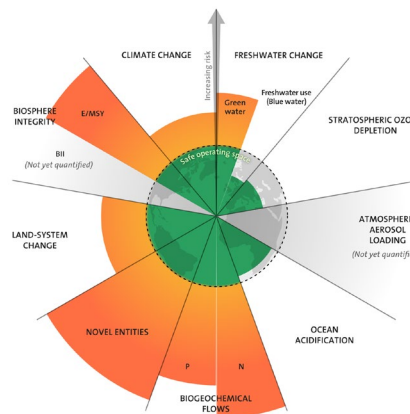 CLIMATE CHANGE
FRESHWATER CHANGE
Increasing risk
Freshwater use
(Blue water)
Green
water
BIOSPHERE
INTEGRITY
E/MSY
BII
(Not yet quantified)
STRATOSPHERIC OZO
DEPLETION
Safe operating space
LAND-SYSTEM
CHANGE
ATMOSPHER
AEROSOL
LOADING
(Not yet quantif
NOVEL ENTITIES
OCEAN
ACIDIFICATION
P
N
BIOGEOCHEMICAL
FLOWS